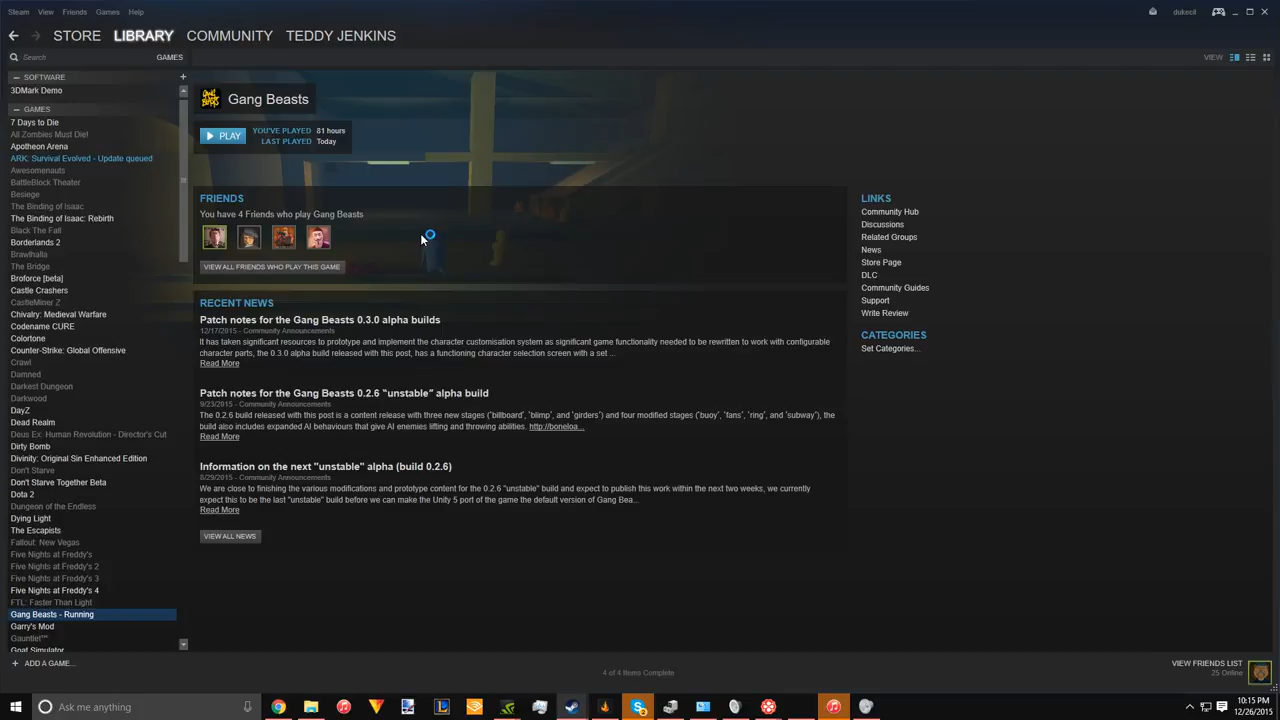 Steam View Friends Games Help
dukecil
STORE LIBRARY COMMUNITY TEDDY JENKINS
Search GAMES
VIEW
SOFTWARE
3DMark Demo
GAMES
7 Days to Die
All Zombies Must Die!
Apotheon Arena
ARK: Survival Evolved - Update queued
Awesomenauts
BattleBlock Theater
Besiege
The Binding of Isaac
The Binding of Isaac: Rebirth
Black The Fall
Borderlands 2
Brawlhalla
The Bridge
Broforce [beta]
Castle Crashers
CastleMiner Z
Chivalry: Medieval Warfare
Codename CURE
Colortone
Counter-Strike: Global Offensive
Crawl
Damned
Darkest Dungeon
Darkwood
DayZ
Dead Realm
Deus Ex: Human Revolution - Director's Cut
Dirty Bomb
Divinity: Original Sin Enhanced Edition
Don't Starve
Don't Starve Together Beta
Dota 2
Dungeon of the Endless
Dying Light
The Escapists
Fallout: New Vegas
Five Nights at Freddy's
Five Nights at Freddy's 2
Five Nights at Freddy's 3
Five Nights at Freddy's 4
FTL: Faster Than Light
Gang Beasts - Running
Garry's Mod
Gauntlet™
Goat Simulator
ADD A GAME...
GANG BEASTS
Gang Beasts
PLAY
YOU'VE PLAYED 81 hours
LAST PLAYED Today
FRIENDS
You have 4 Friends who play Gang Beasts
VIEW ALL FRIENDS WHO PLAY THIS GAME
RECENT NEWS
Patch notes for the Gang Beasts 0.3.0 alpha builds
12/17/2015 - Community Announcements
It has taken significant resources to prototype and implement the character customisation system as significant game functionality needed to be rewritten to work with configurable
character parts, the 0.3.0 alpha build released with this post, has a functioning character selection screen with a set ...
Read More
Patch notes for the Gang Beasts 0.2.6 "unstable" alpha build
9/23/2015 - Community Announcements
The 0.2.6 build released with this post is a content release with three new stages ('billboard', 'blimp', and 'girders') and four modified stages ('buoy', 'fans', 'ring', and 'subway'), the
build also includes expanded AI behaviours that give AI enemies lifting and throwing abilities. http://boneloa...
Read More
Information on the next "unstable" alpha (build 0.2.6)
8/29/2015 - Community Announcements
We are close to finishing the various modifications and prototype content for the 0.2.6 "unstable" build and expect to publish this work within the next two weeks, we currently
expect this to be the last "unstable" build before we can make the Unity 5 port of the game the default version of Gang Bea...
Read More
VIEW ALL NEWS
LINKS
Community Hub
Discussions
Related Groups
News
Store Page
DLC
Community Guides
Support
Write Review
CATEGORIES
Set Categories...
4 of 4 Items Complete
VIEW FRIENDS LIST
25 Online
Ask me anything
10:15 PM
12/26/2015